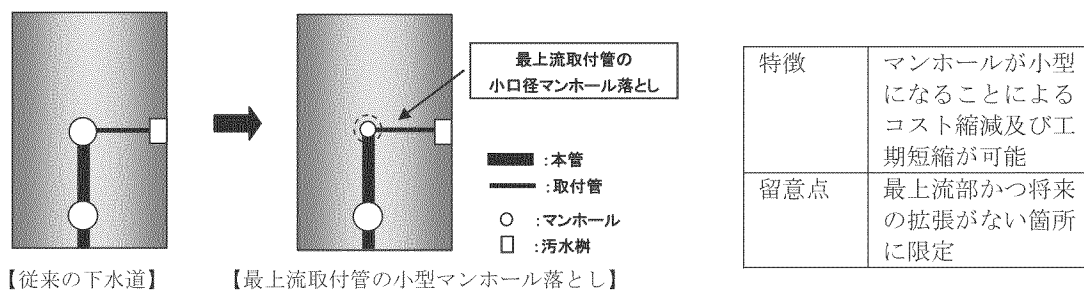 最上流取付管の
小口径マンホール落とし
:本管
:取付管
:マンホール
:汚水桝
【従来の下水道】
【最上流取付管の小型マンホール落とし】
特徴
マンホールが小型
になることによる
コスト縮減及び工
期短縮が可能
留意点
最上流部かつ将来
の拡張がない箇所
に限定